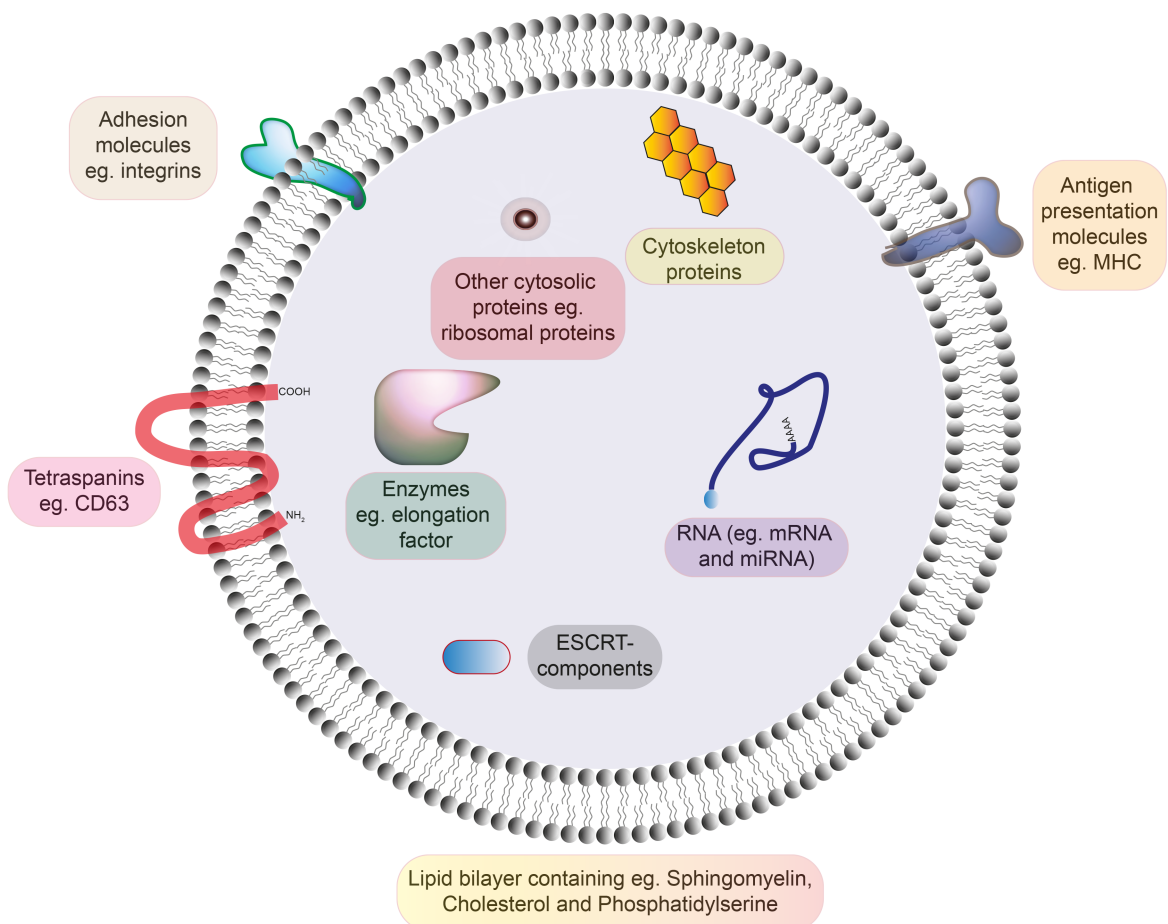 Adhesion
molecules
eg. integrins
Cytoskeleton
proteins
Antigen
presentation
molecules
eg. MHC
Other cytosolic
proteins eg.
ribosomal proteins
COOH
Tetraspanins
eg. CD63
NH₂
Enzymes
eg. elongation
factor
AAAA
RNA (eg. mRNA
and miRNA)
ESCRT-
components
Lipid bilayer containing eg. Sphingomyelin,
Cholesterol and Phosphatidylserine